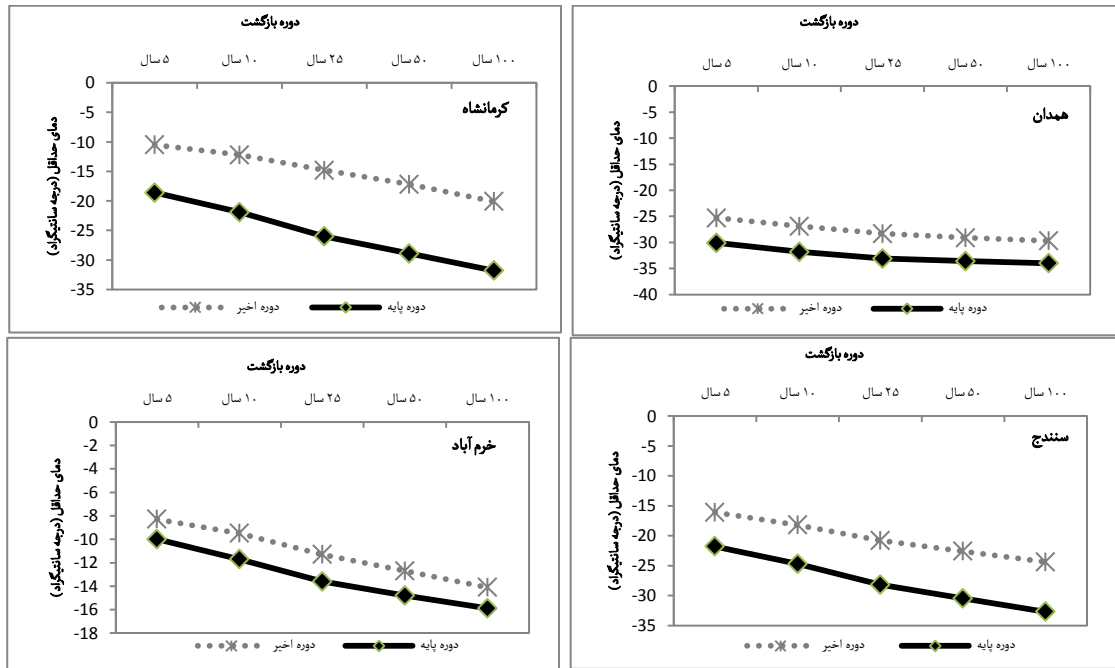 دوره بازگشت
۵ سال ۱۰ سال ۲۵ سال ۵۰ سال ۱۰۰ سال
کرمانشاه
دمای حداقل (درجه سانتیگراد)
0
-5
-10
-15
-20
-25
-30
-35
دوره اخیر دوره پایه
دوره بازگشت
۵ سال ۱۰ سال ۲۵ سال ۵۰ سال ۱۰۰ سال
همدان
دمای حداقل (درجه سانتیگراد)
0
-5
-10
-15
-20
-25
-30
-35
-40
دوره اخیر دوره پایه
دوره بازگشت
۵ سال ۱۰ سال ۲۵ سال ۵۰ سال ۱۰۰ سال
خرم آباد
دمای حداقل (درجه سانتیگراد)
0
-2
-4
-6
-8
-10
-12
-14
-16
-18
دوره اخیر دوره پایه
دوره بازگشت
۵ سال ۱۰ سال ۲۵ سال ۵۰ سال ۱۰۰ سال
سنندج
دمای حداقل (درجه سانتیگراد)
0
-5
-10
-15
-20
-25
-30
-35
دوره اخیر دوره پایه